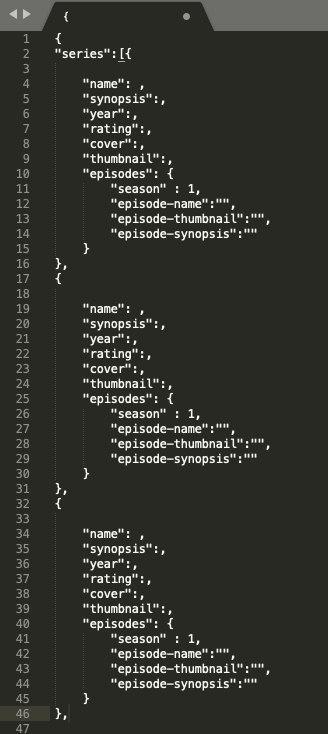 {
1 {
2 "series":[{
3
4 "name": ,
5 "synopsis":,
6 "year":,
7 "rating":,
8 "cover":,
9 "thumbnail":,
10 "episodes": {
11 "season" : 1,
12 "episode-name":"",
13 "episode-thumbnail":"",
14 "episode-synopsis":""
15 }
16 },
17 {
18
19 "name": ,
20 "synopsis":,
21 "year":,
22 "rating":,
23 "cover":,
24 "thumbnail":,
25 "episodes": {
26 "season" : 1,
27 "episode-name":"",
28 "episode-thumbnail":"",
29 "episode-synopsis":""
30 }
31 },
32 {
33
34 "name": ,
35 "synopsis":,
36 "year":,
37 "rating":,
38 "cover":,
39 "thumbnail":,
40 "episodes": {
41 "season" : 1,
42 "episode-name":"",
43 "episode-thumbnail":"",
44 "episode-synopsis":""
45 }
46 },
47